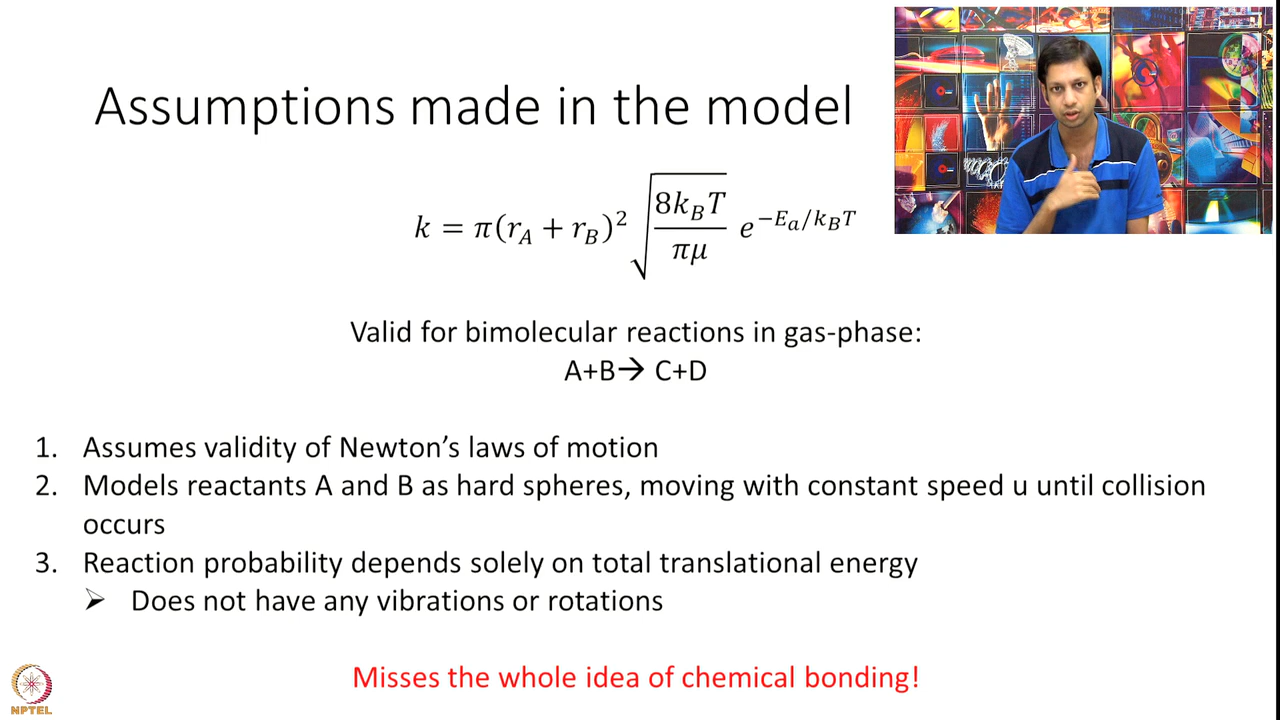 Assumptions made in the model
k = π(r_A + r_B)² √(8k_BT/πμ) e^(−E_a/k_BT)
Valid for bimolecular reactions in gas-phase:
A+B→ C+D
1. Assumes validity of Newton's laws of motion
2. Models reactants A and B as hard spheres, moving with constant speed u until collision
occurs
3. Reaction probability depends solely on total translational energy
➢ Does not have any vibrations or rotations
Misses the whole idea of chemical bonding!
NPTEL